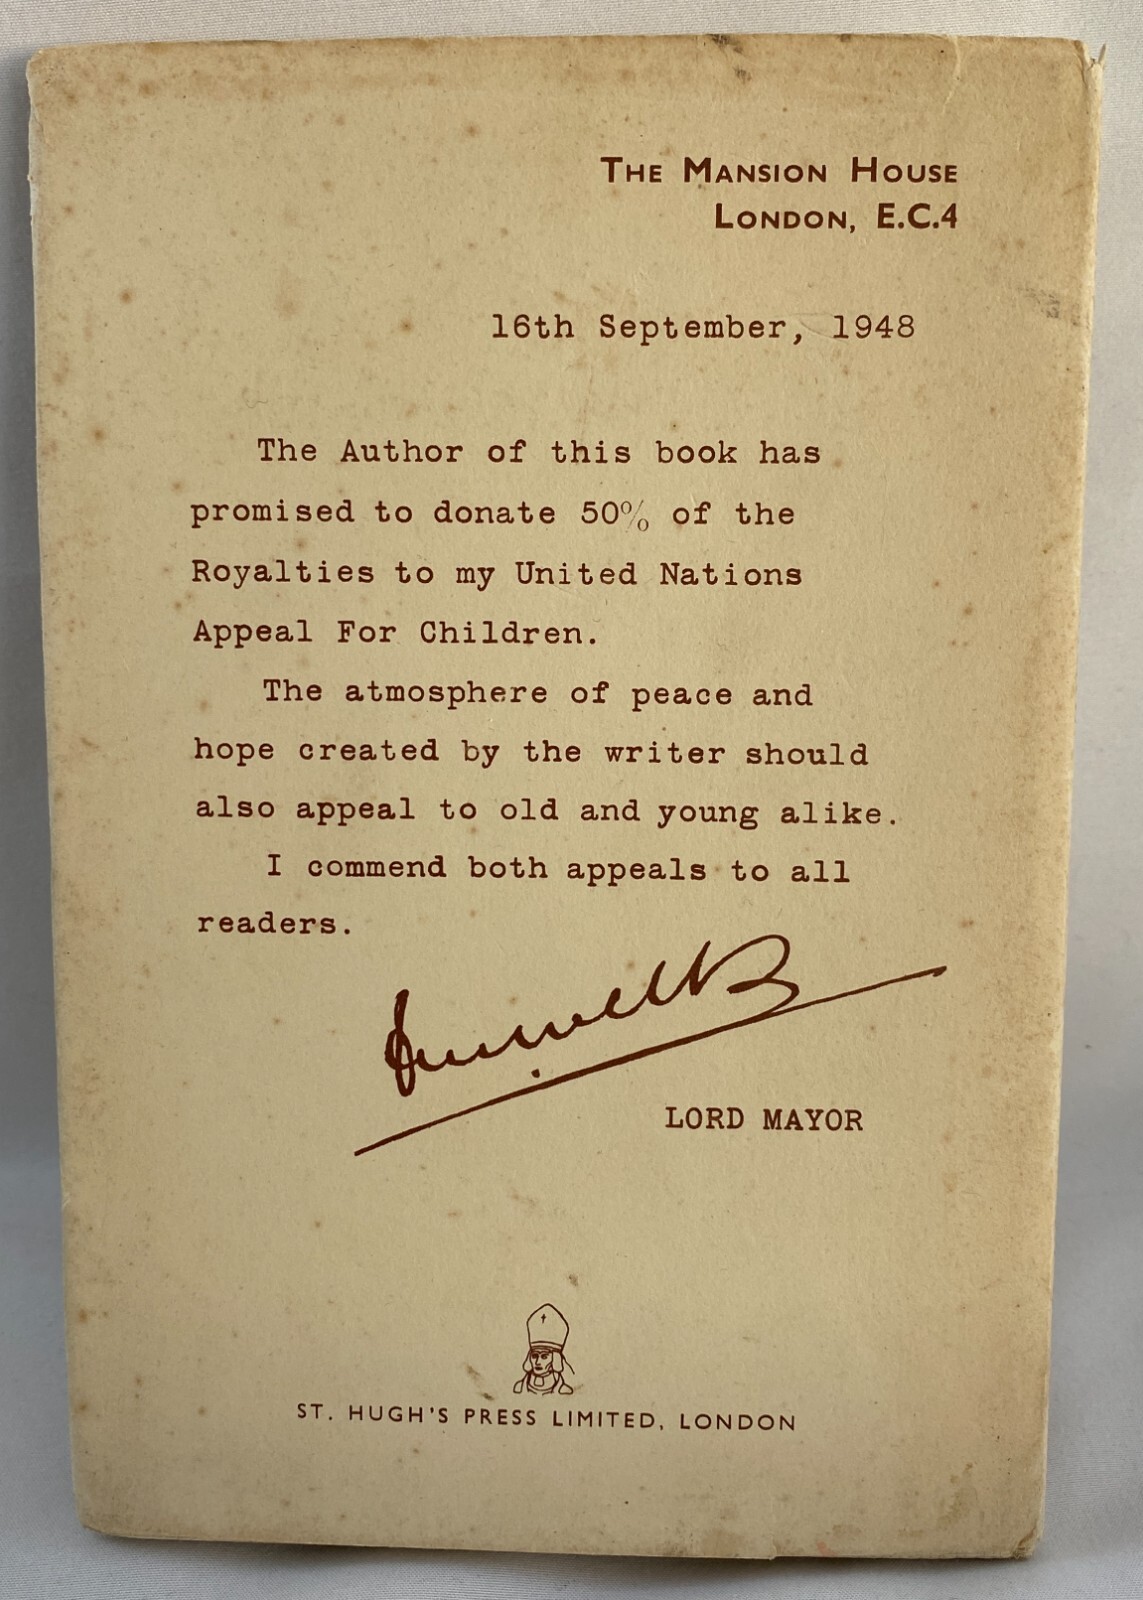 The Mansion House
London, E.C.4
16th September, 1948
The Author of this book has
promised to donate 50% of the
Royalties to my United Nations
Appeal For Children.
The atmosphere of peace and
hope created by the writer should
also appeal to old and young alike.
I commend both appeals to all
readers.
LORD MAYOR
ST. HUGH'S PRESS LIMITED, LONDON